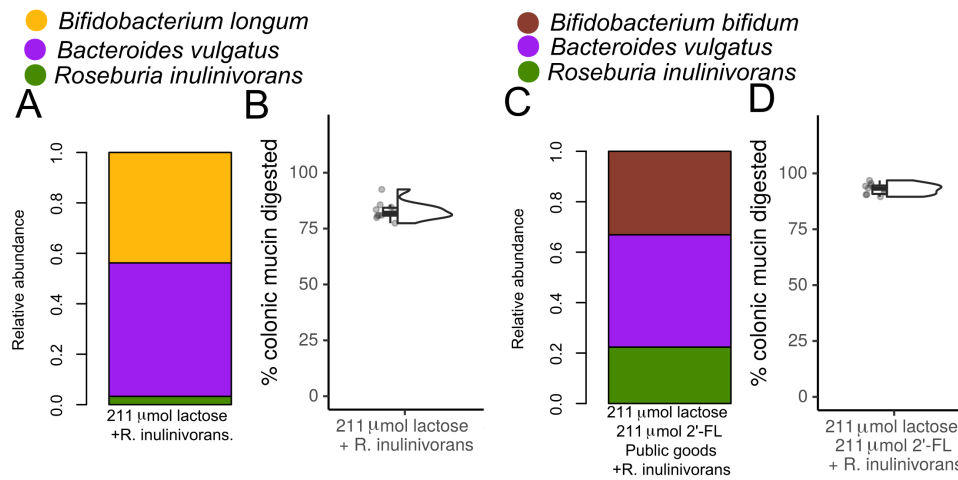 Bifidobacterium longum
Bacteroides vulgatus
Roseburia inulinivorans
Bifidobacterium bifidum
Bacteroides vulgatus
Roseburia inulinivorans
A
Relative abundance
1.0
0.8
0.6
0.4
0.2
0.0
211 μmol lactose
+R. inulinivorans.
B
% colonic mucin digested
100
75
50
25
0
211 μmol lactose
+ R. inulinivorans
C
Relative abundance
1.0
0.8
0.6
0.4
0.2
0.0
211 μmol lactose
211 μmol 2'-FL
Public goods
+R. inulinivorans
D
% colonic mucin digested
100
75
50
25
0
211 μmol lactose
211 μmol 2'-FL
+ R. inulinivorans